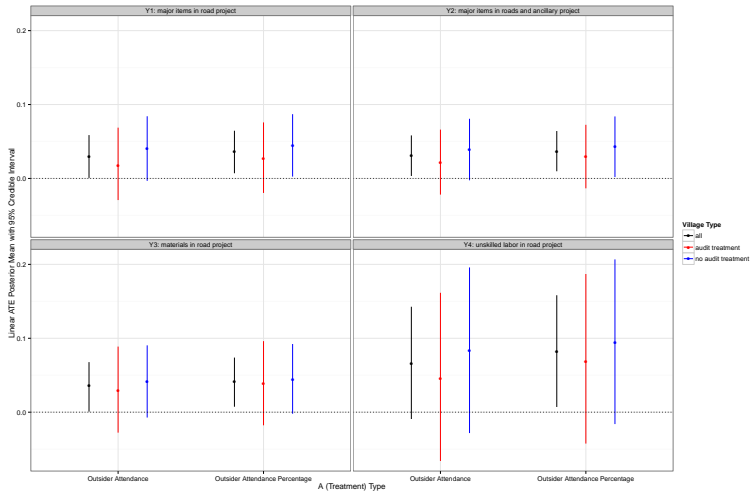 Y1: major items in road project
Y2: major items in roads and ancillary project
0.2
0.1
0.0
Y3: materials in road project
Y4: unskilled labor in road project
0.2
0.1
0.0
Linear ATE Posterior Mean with 95% Credible Interval
Outsider Attendance
Outsider Attendance Percentage
Outsider Attendance
Outsider Attendance Percentage
A (Treatment) Type
Village Type
all
audit treatment
no audit treatment